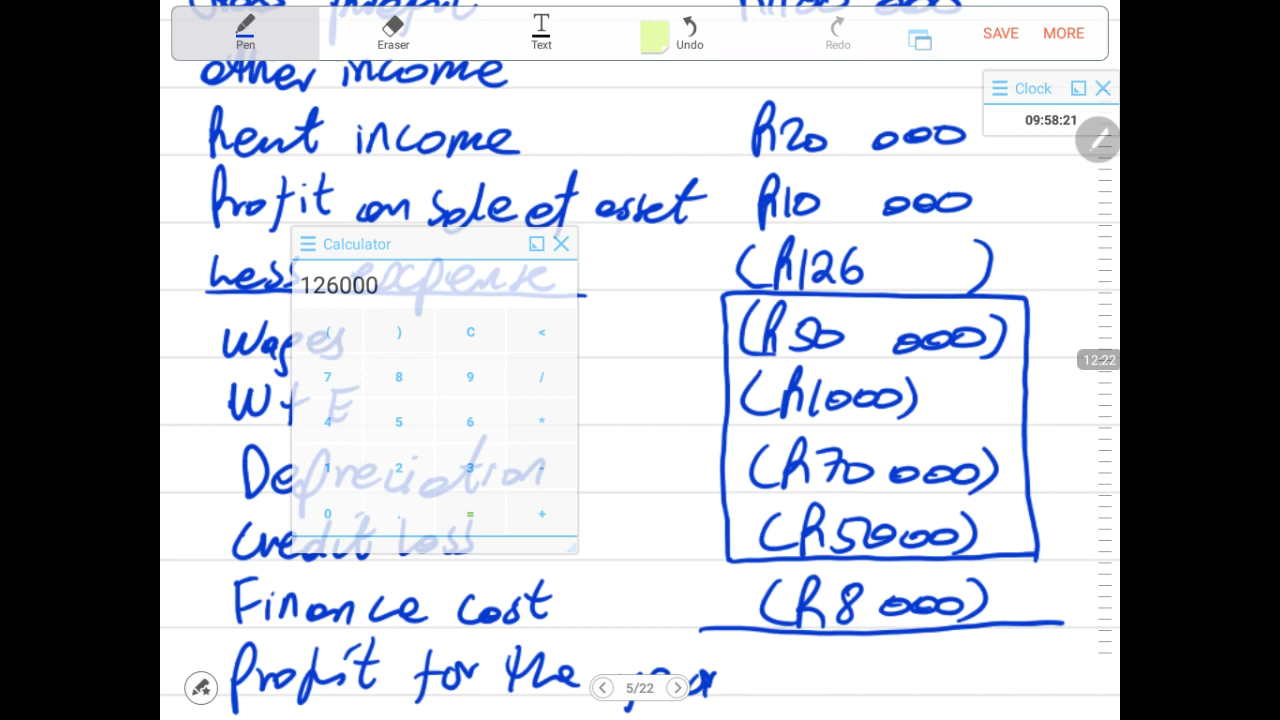 Pen Eraser Text Undo Redo SAVE MORE
other income
Clock
09:58:21
Rent income R20 000
Profit on sale of asset R10 000
Calculator
Less expense (R126 )
126000
( ) C <
Wages (R50 000)
12:22
7 8 9 /
W + E (R1000)
4 5 6 *
Depreciation (R70 000)
1 2 3 -
0 . = +
Credit loss (R5000)
Finance cost (R8 000)
Profit for the year
5/22